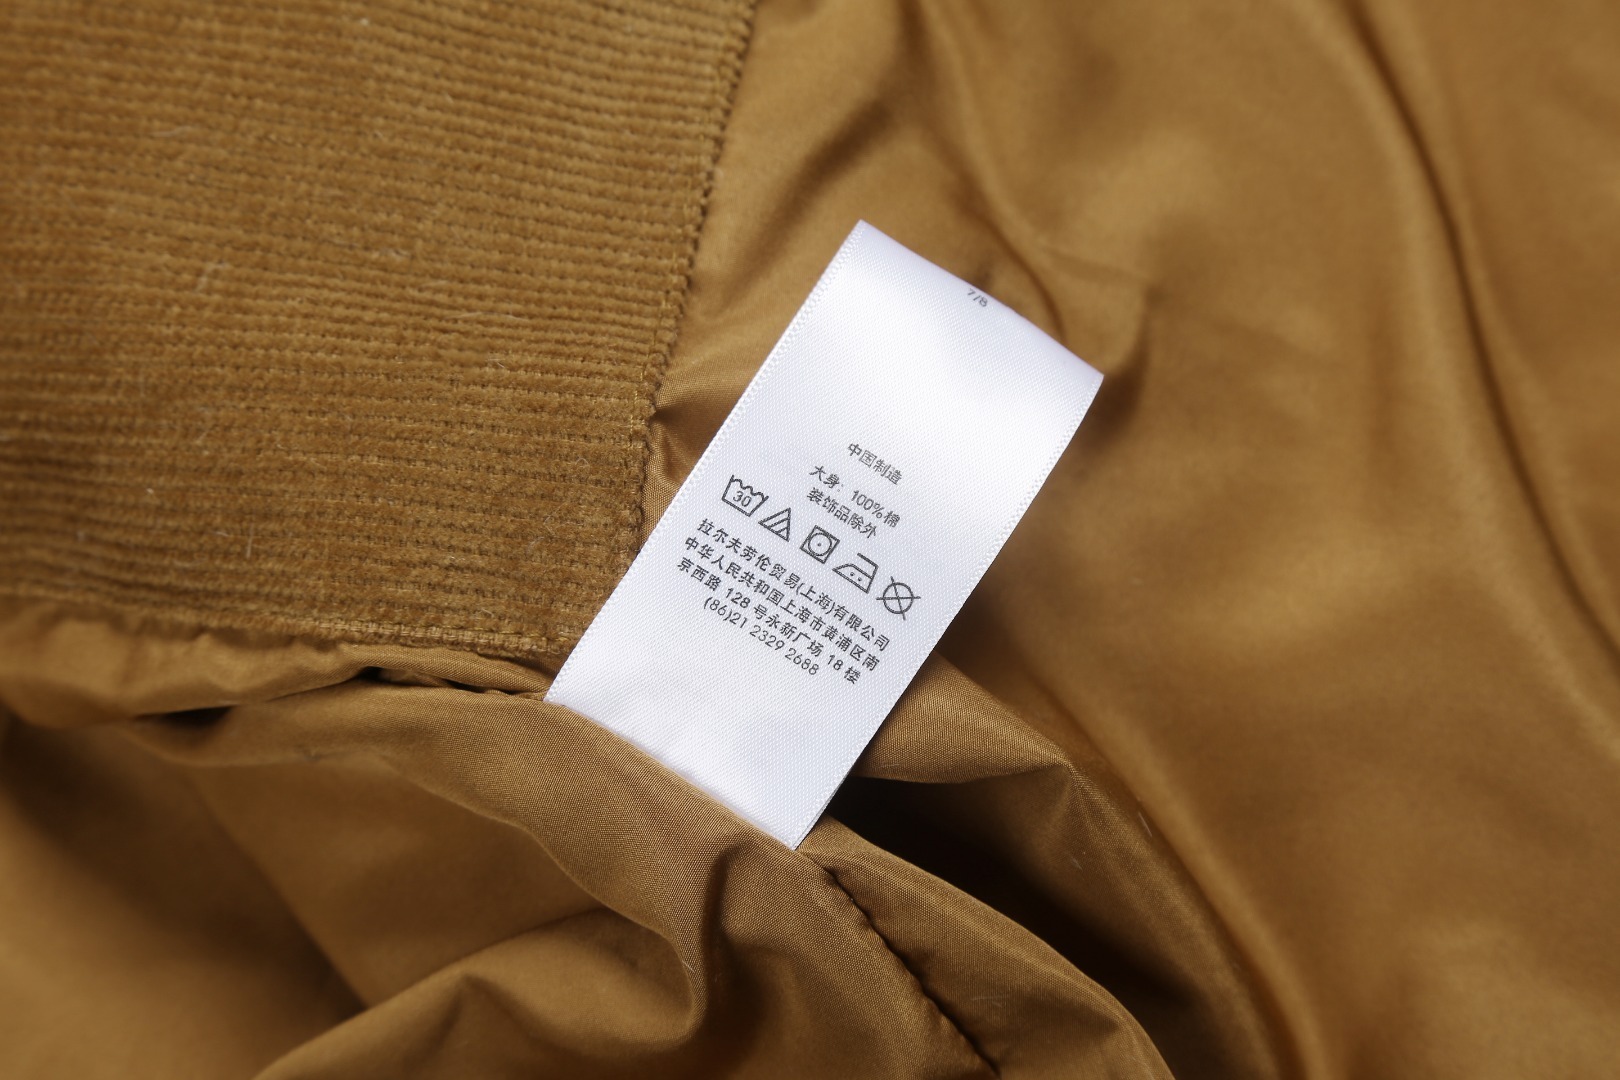 7/8
中国制造
大身: 100%棉
装饰品除外
30
拉尔夫劳伦贸易(上海)有限公司
中华人民共和国上海市黄浦区南
京西路 128 号永新广场 18 楼
(86)21 2329 2688